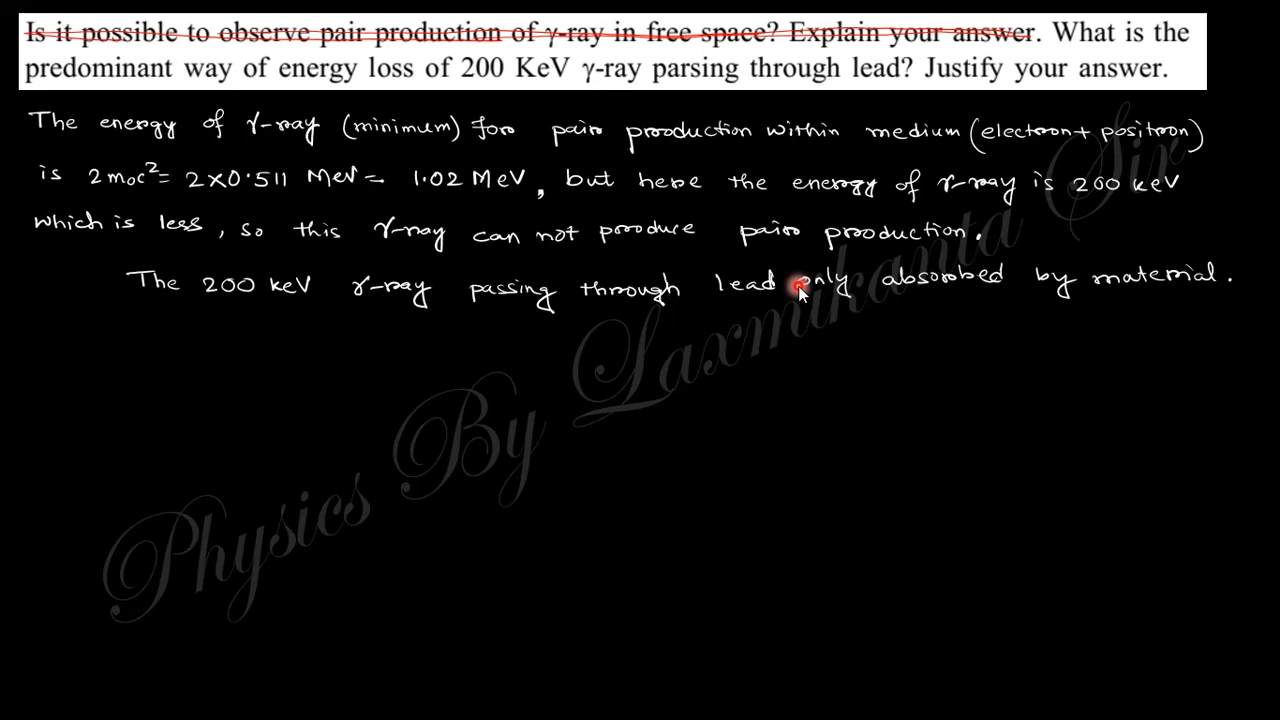 Is it possible to observe pair production of γ-ray in free space? Explain your answer. What is the
predominant way of energy loss of 200 KeV γ-ray parsing through lead? Justify your answer.
The energy of γ-ray (minimum) for pair production within medium (electron + positron)
is 2m₀c² = 2×0.511 MeV = 1.02 MeV, but here the energy of γ-ray is 200 keV
which is less, so this γ-ray can not produce pair production.
The 200 keV γ-ray passing through lead only absorbed by material.
Physics By Laxmikanta Sir